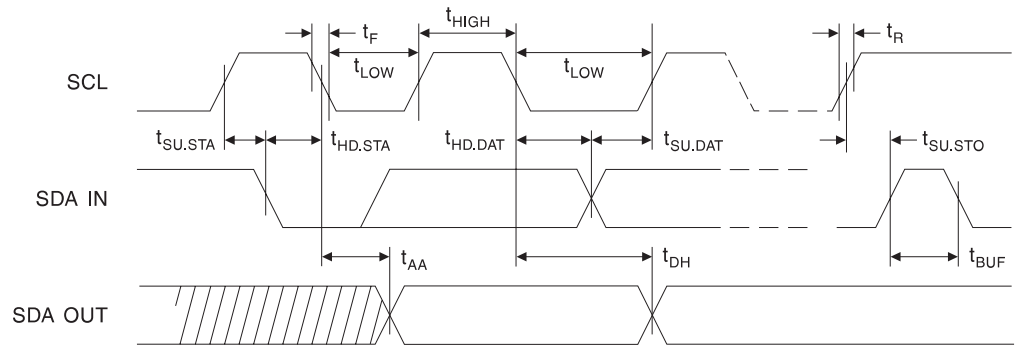 tHIGH
tF
tR
tLOW
tLOW
SCL
tSU.STA
tHD.STA
tHD.DAT
tSU.DAT
tSU.STO
SDA IN
tAA
tDH
tBUF
SDA OUT